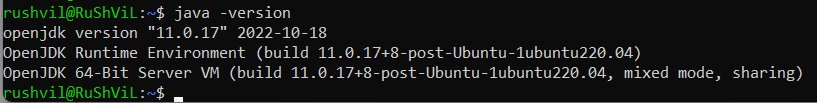 rushvil@RuShViL:~$ java -version
openjdk version "11.0.17" 2022-10-18
OpenJDK Runtime Environment (build 11.0.17+8-post-Ubuntu-1ubuntu220.04)
OpenJDK 64-Bit Server VM (build 11.0.17+8-post-Ubuntu-1ubuntu220.04, mixed mode, sharing)
rushvil@RuShViL:~$